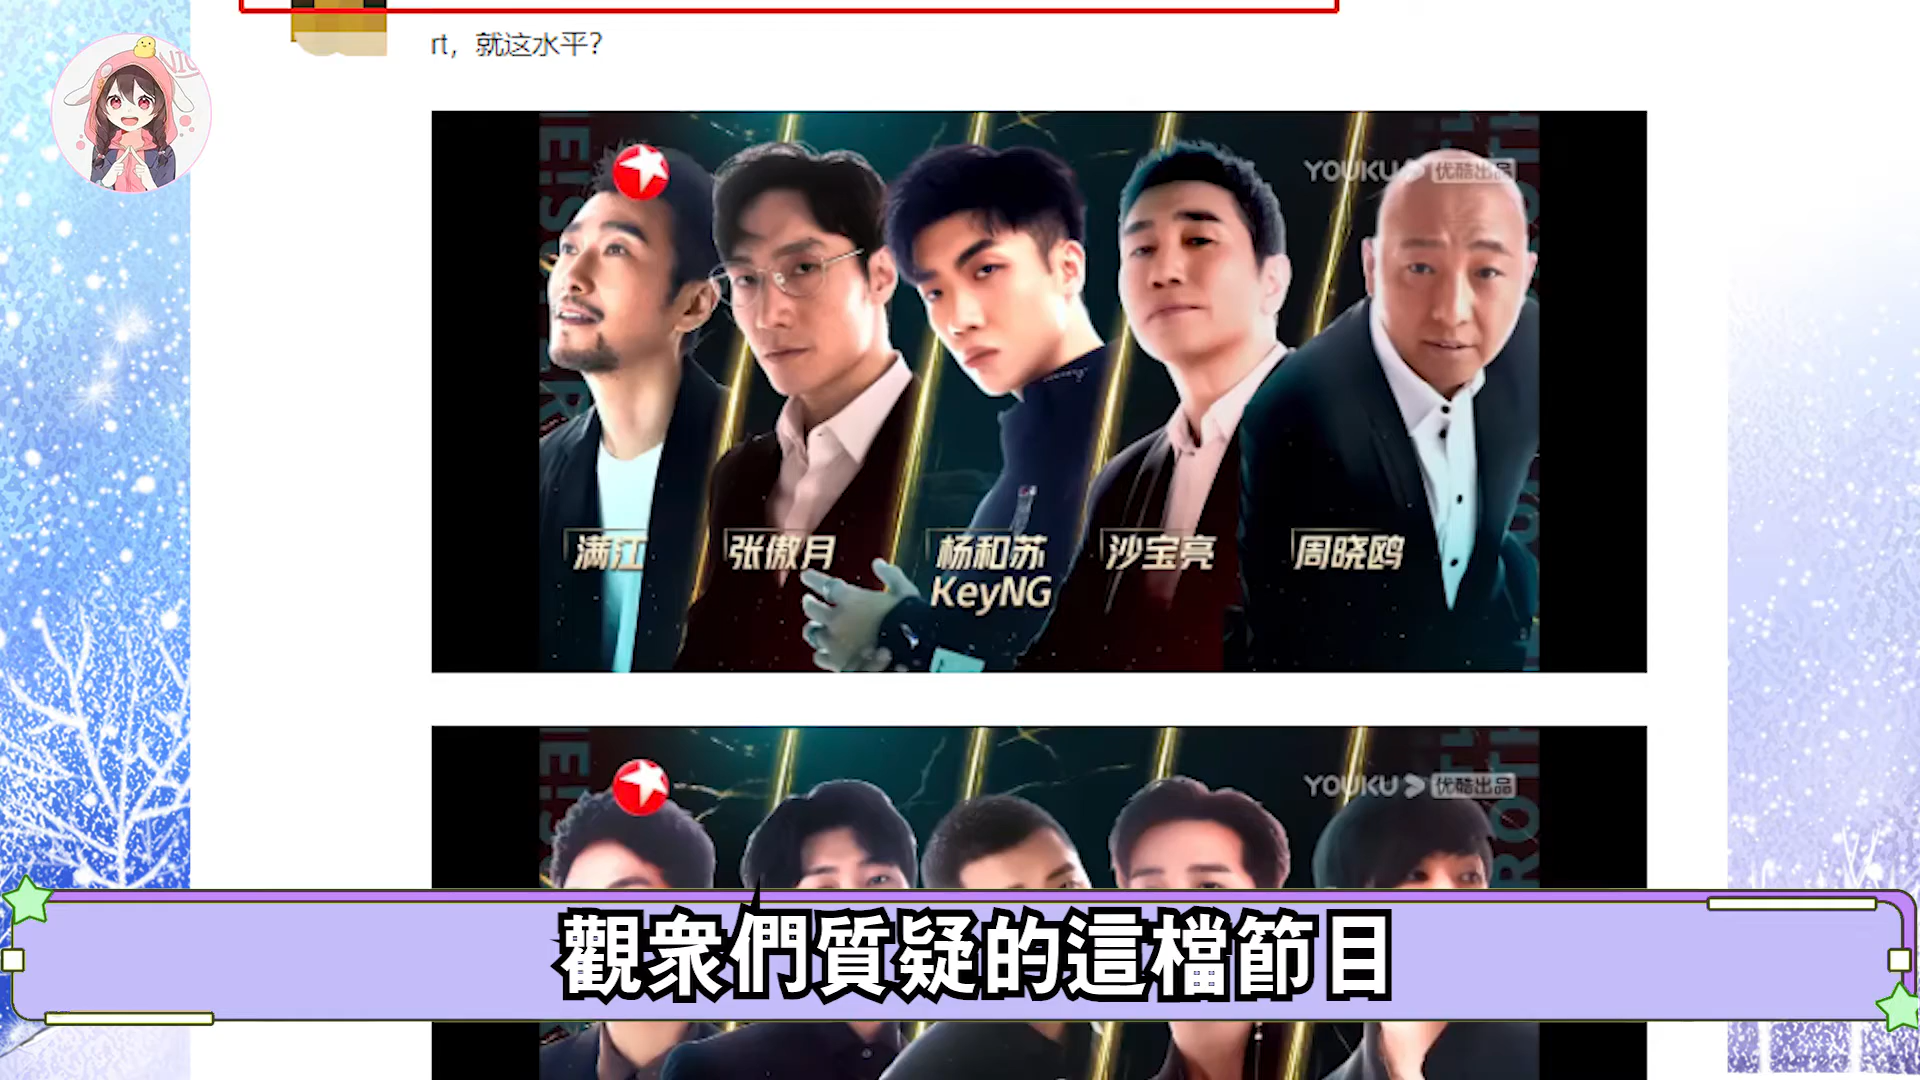 rt，就这水平？
YOUKU 优酷出品
满江
张傲月
杨和苏
KeyNG
沙宝亮
周晓鸥
YOUKU 优酷出品
觀衆們質疑的這檔節目